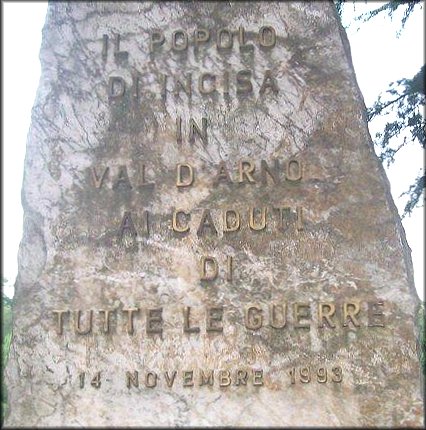 IL POPOLO
DI INCISA
IN
VAL D'ARNO
AI CADUTI
DI
TUTTE LE GUERRE
14 NOVEMBRE 1993